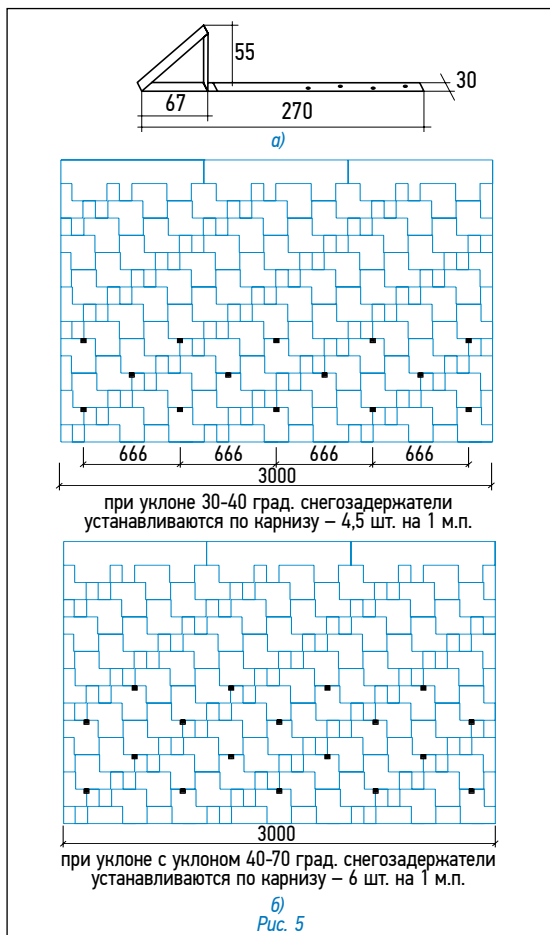 55
30
67
270
а)
666 666 666 666
3000
при уклоне 30-40 град. снегозадержатели
устанавливаются по карнизу – 4,5 шт. на 1 м.п.
3000
при уклоне с уклоном 40-70 град. снегозадержатели
устанавливаются по карнизу – 6 шт. на 1 м.п.
б)
Рис. 5